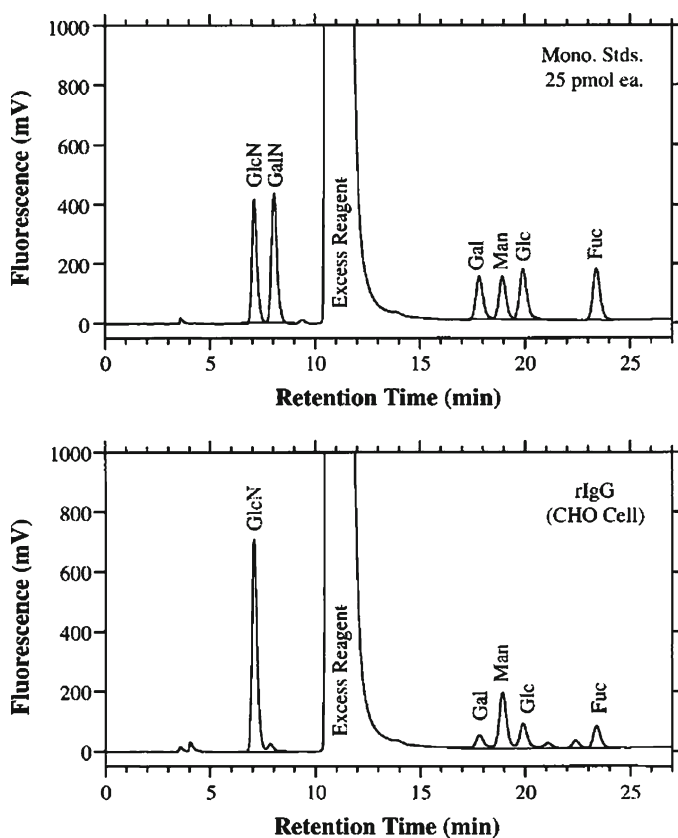 1000
800
600
400
200
0
Fluorescence (mV)
Mono. Stds.
25 pmol ea.
GlcN
GalN
Excess Reagent
Gal
Man
Glc
Fuc
0 5 10 15 20 25
Retention Time (min)
1000
800
600
400
200
0
Fluorescence (mV)
rIgG
(CHO Cell)
GlcN
Excess Reagent
Gal
Man
Glc
Fuc
0 5 10 15 20 25
Retention Time (min)